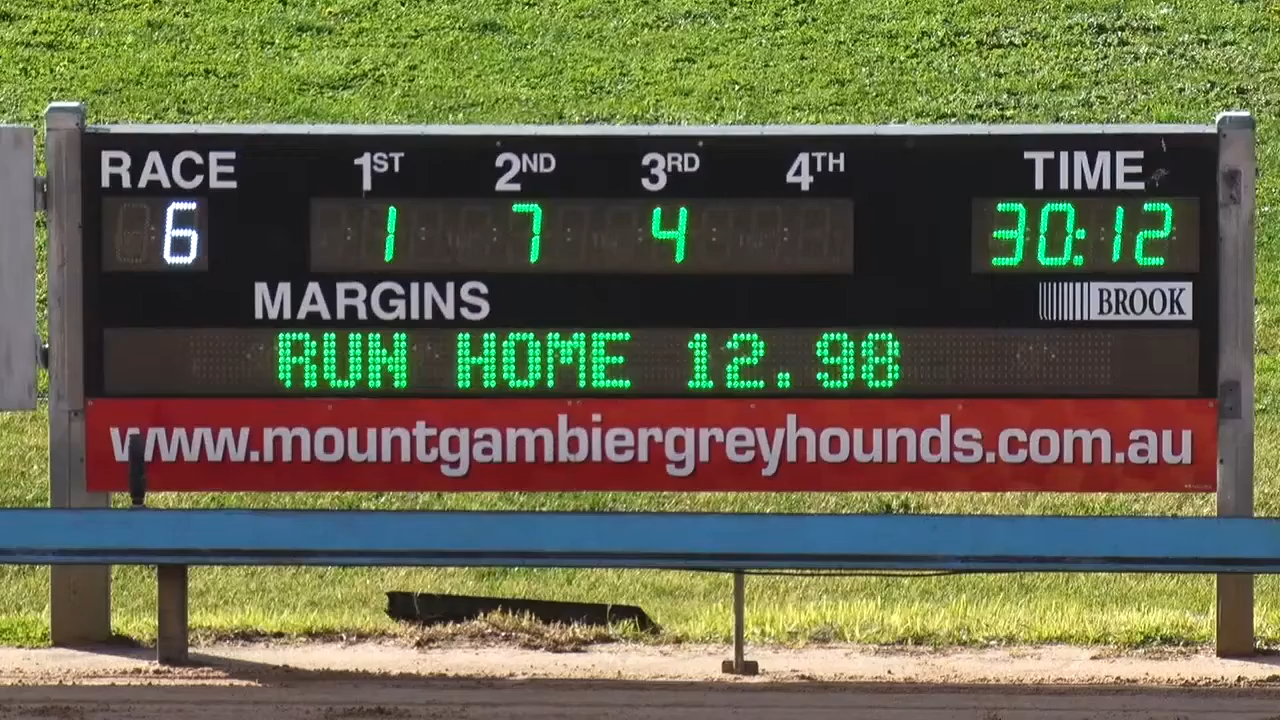 RACE 1ST 2ND 3RD 4TH TIME
6 1 7 4 30:12
MARGINS BROOK
RUN HOME 12.98
www.mountgambiergreyhounds.com.au